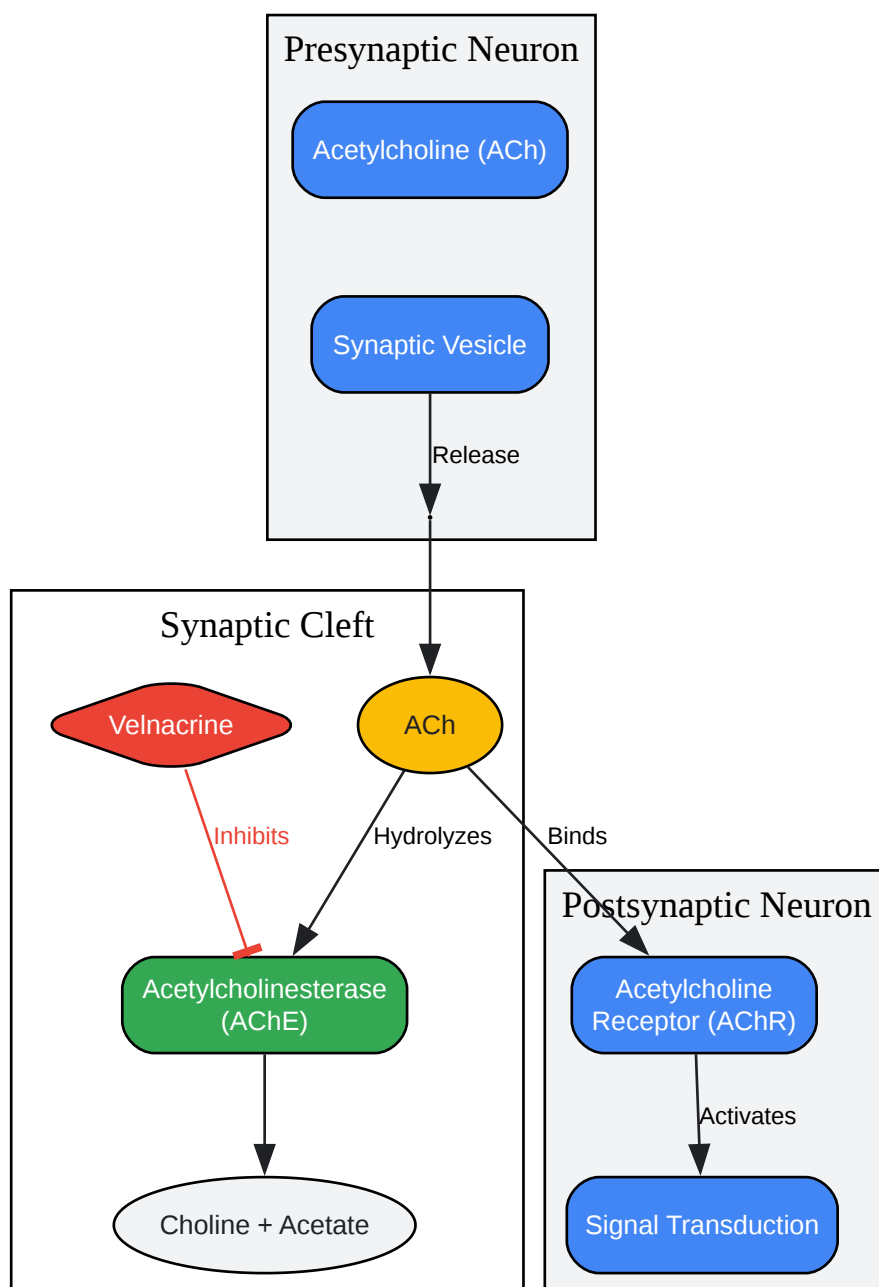 Presynaptic Neuron
Acetylcholine (ACh)
Synaptic Vesicle
Release
Synaptic Cleft
Velnacrine
ACh
Inhibits
Hydrolyzes
Binds
Postsynaptic Neuron
Acetylcholinesterase
(AChE)
Acetylcholine
Receptor (AChR)
Activates
Choline + Acetate
Signal Transduction